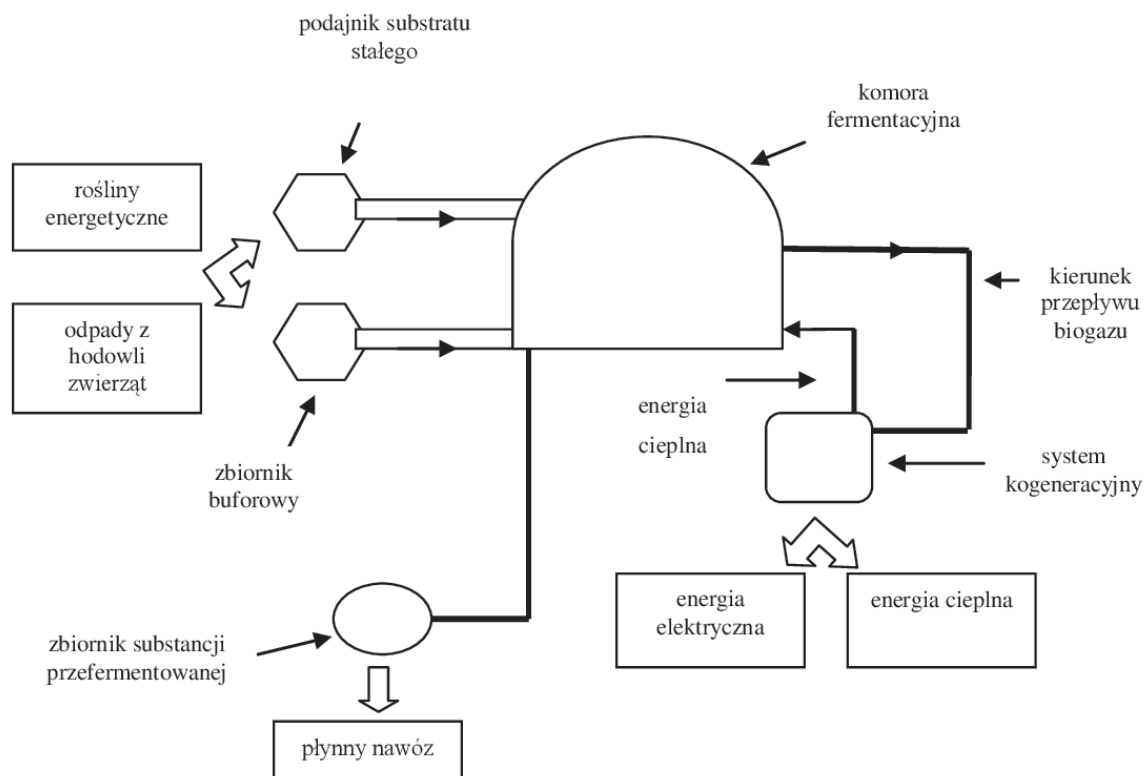 podajnik substratu
stałego
komora
fermentacyjna
rośliny
energetyczne
odpady z
hodowli
zwierząt
kierunek
przepływu
biogazu
energia
cieplna
zbiornik
buforowy
system
kogeneracyjny
energia
elektryczna
energia cieplna
zbiornik substancji
przefermentowanej
płynny nawóz